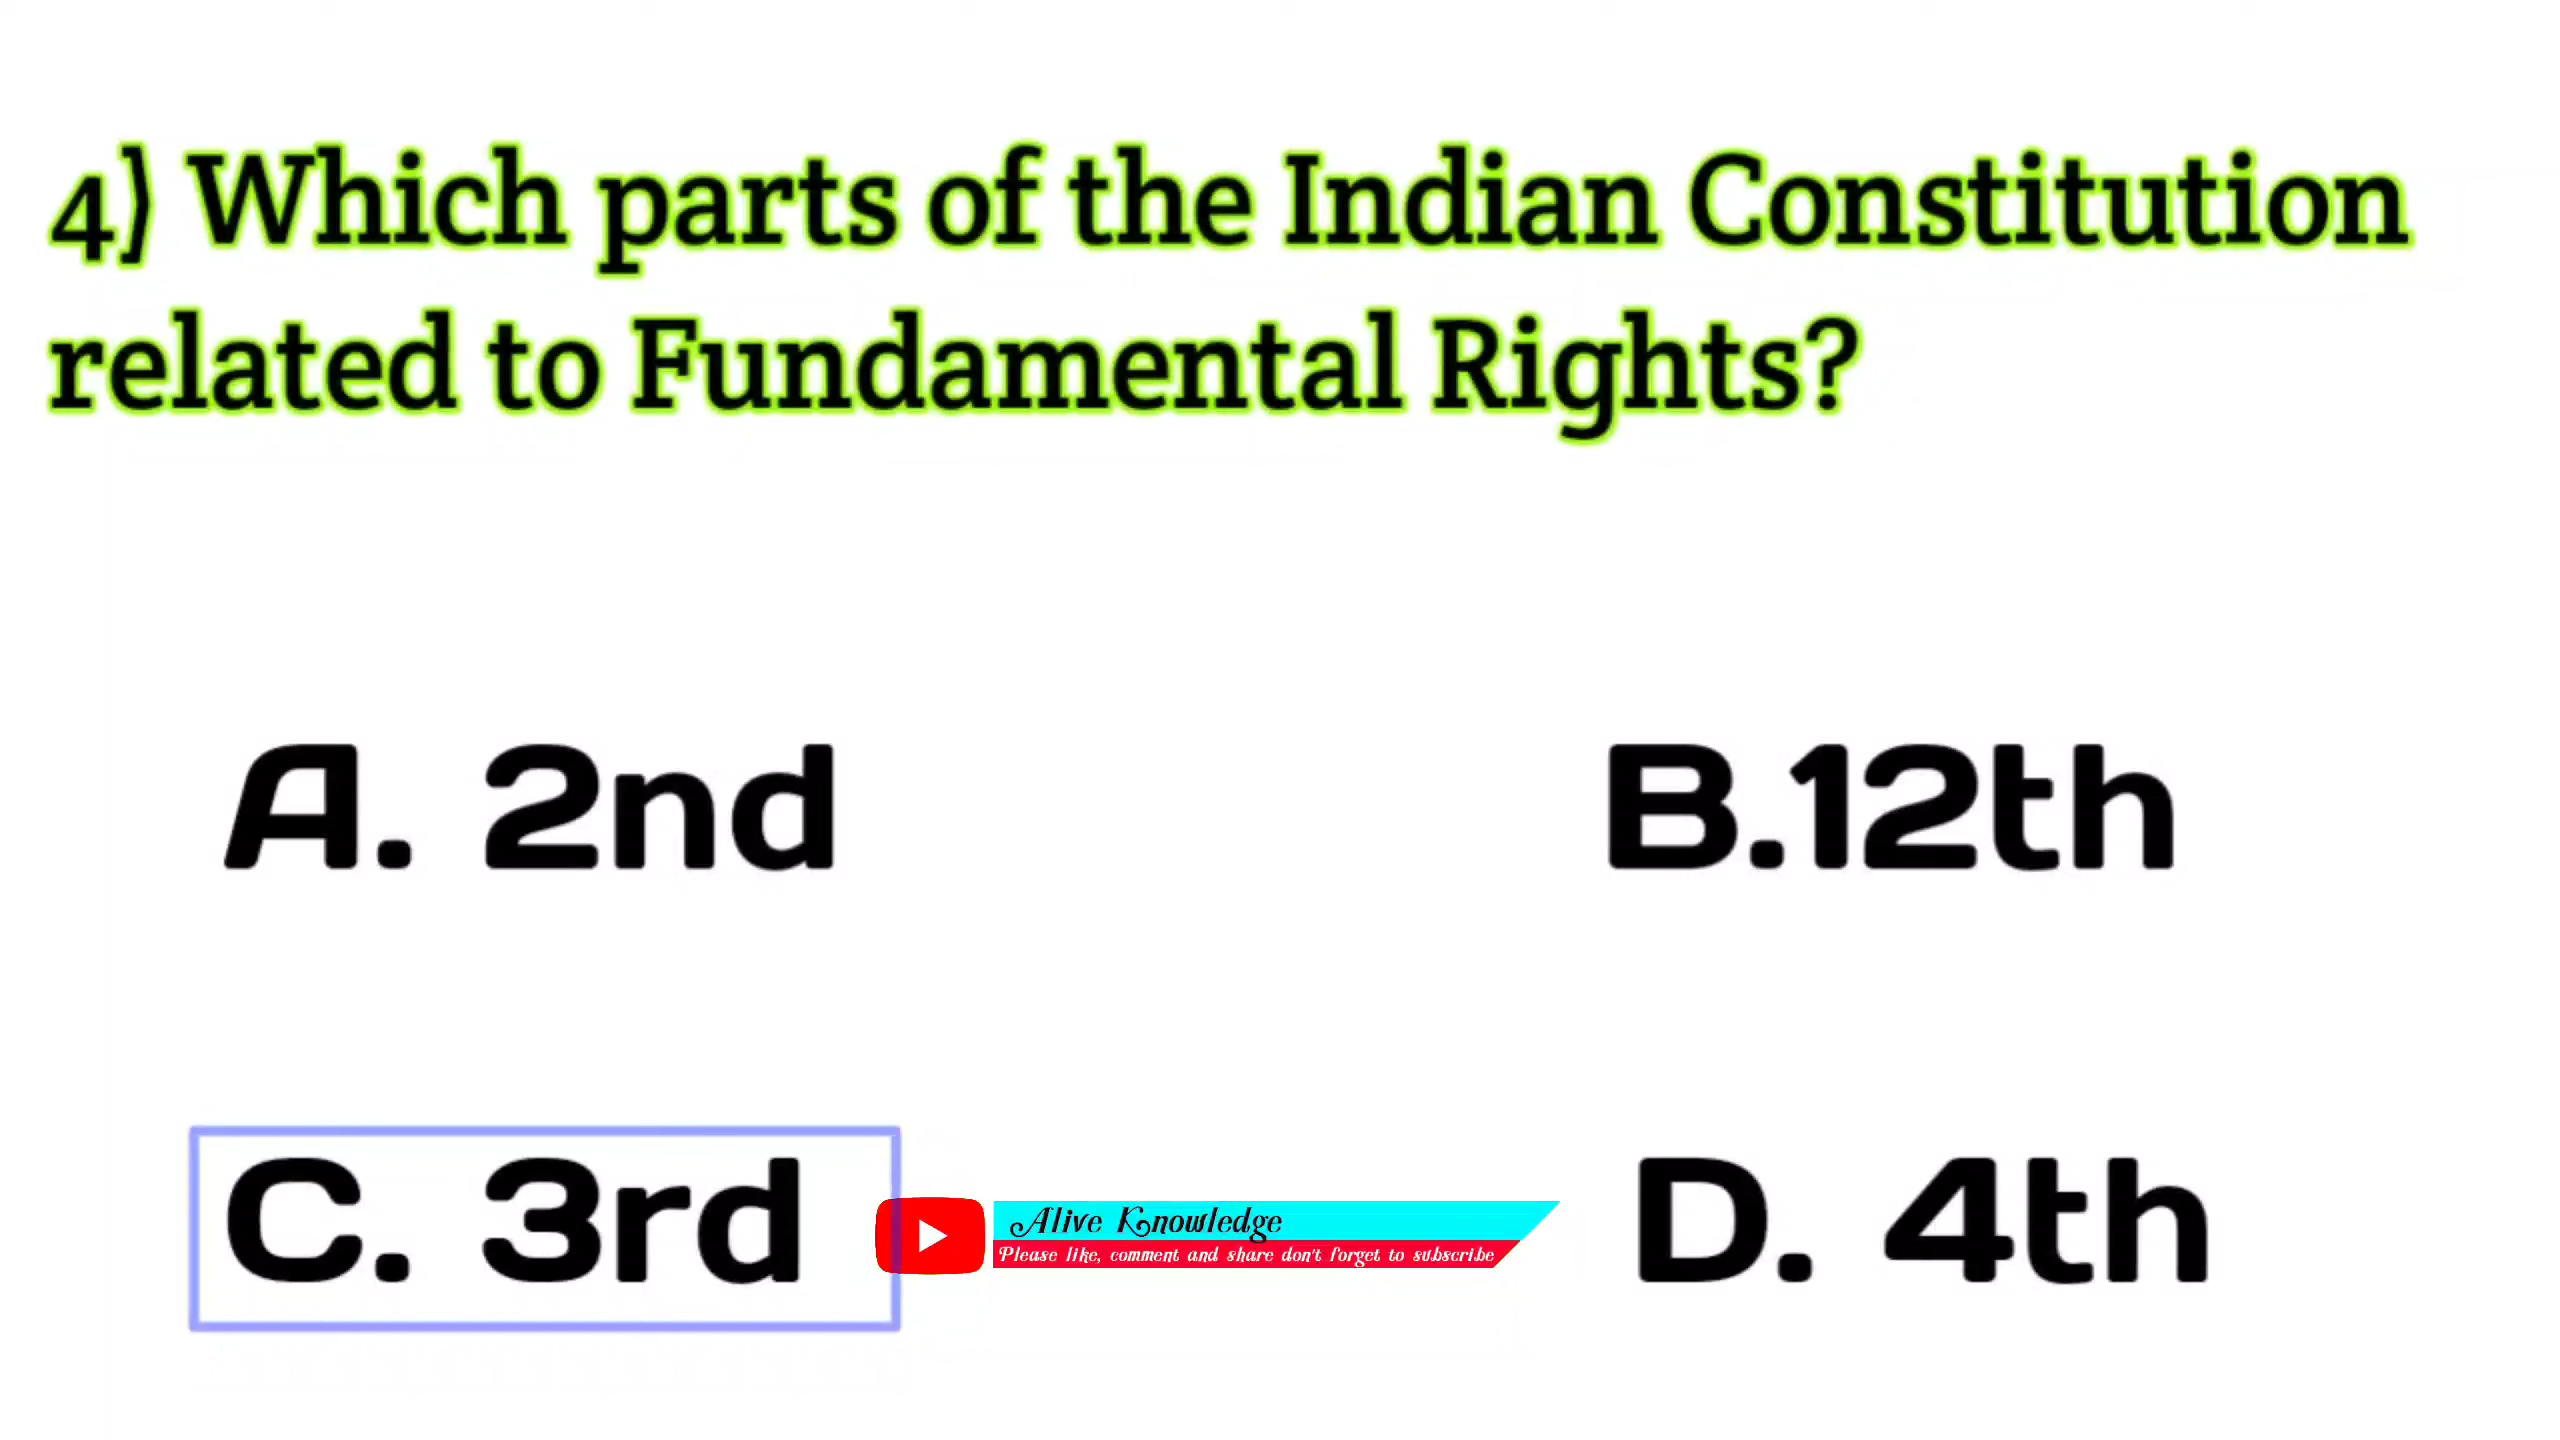 4) Which parts of the Indian Constitution
related to Fundamental Rights?
A. 2nd
B.12th
C. 3rd
D. 4th
Alive Knowledge
Please like, comment and share don't forget to subscribe